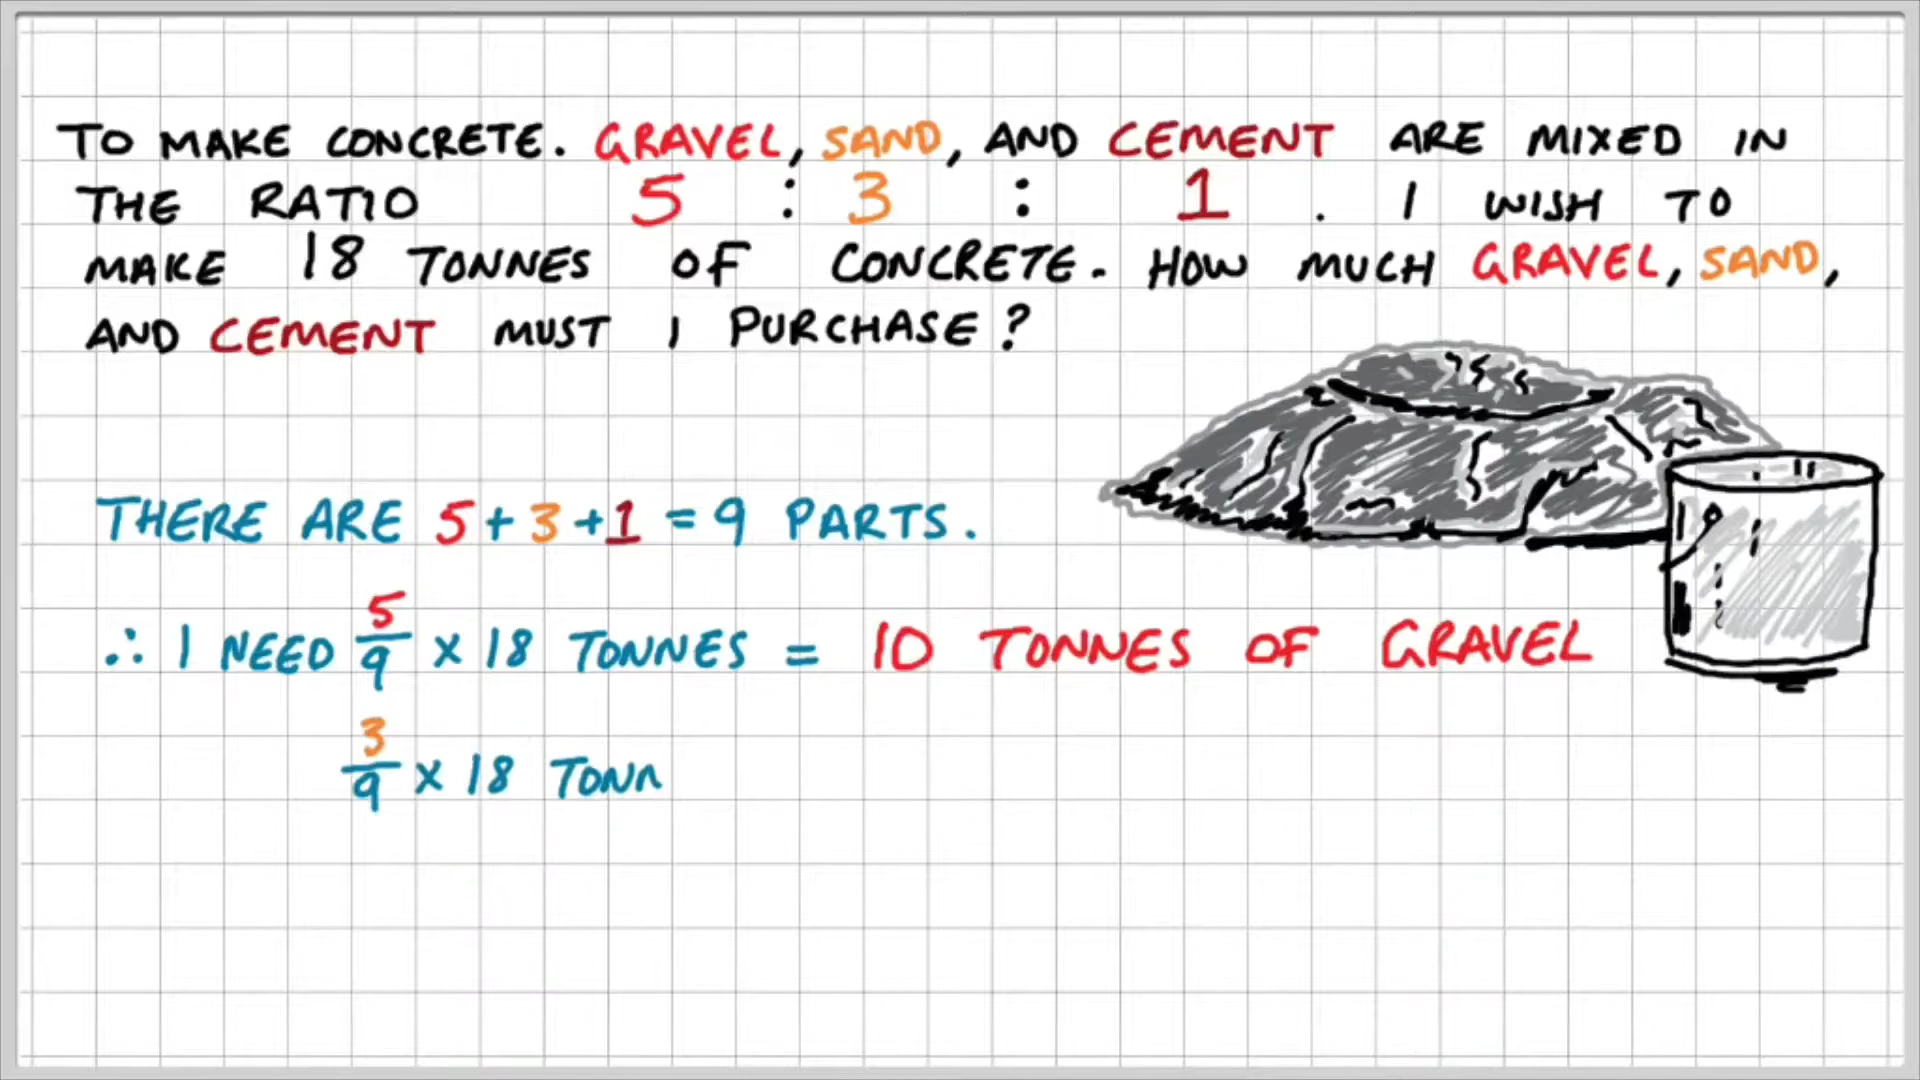 TO MAKE CONCRETE. GRAVEL, SAND, AND CEMENT ARE MIXED IN
THE RATIO 5 : 3 : 1 . I WISH TO
MAKE 18 TONNES OF CONCRETE. HOW MUCH GRAVEL, SAND,
AND CEMENT MUST I PURCHASE?
THERE ARE 5+3+1 = 9 PARTS.
∴ I NEED 5/9 × 18 TONNES = 10 TONNES OF GRAVEL
3/9 × 18 TONN